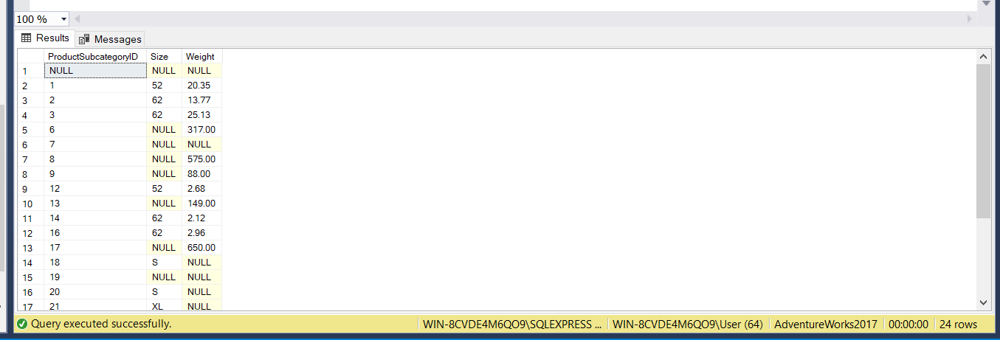 100 %
Results Messages
ProductSubcategoryID Size Weight
1 NULL NULL NULL
2 1 52 20.35
3 2 62 13.77
4 3 62 25.13
5 6 NULL 317.00
6 7 NULL NULL
7 8 NULL 575.00
8 9 NULL 88.00
9 12 52 2.68
10 13 NULL 149.00
11 14 62 2.12
12 16 62 2.96
13 17 NULL 650.00
14 18 S NULL
15 19 NULL NULL
16 20 S NULL
17 21 XL NULL
Query executed successfully. WIN-8CVDE4M6QO9\SQLEXPRESS ... WIN-8CVDE4M6QO9\User (64) AdventureWorks2017 00:00:00 24 rows